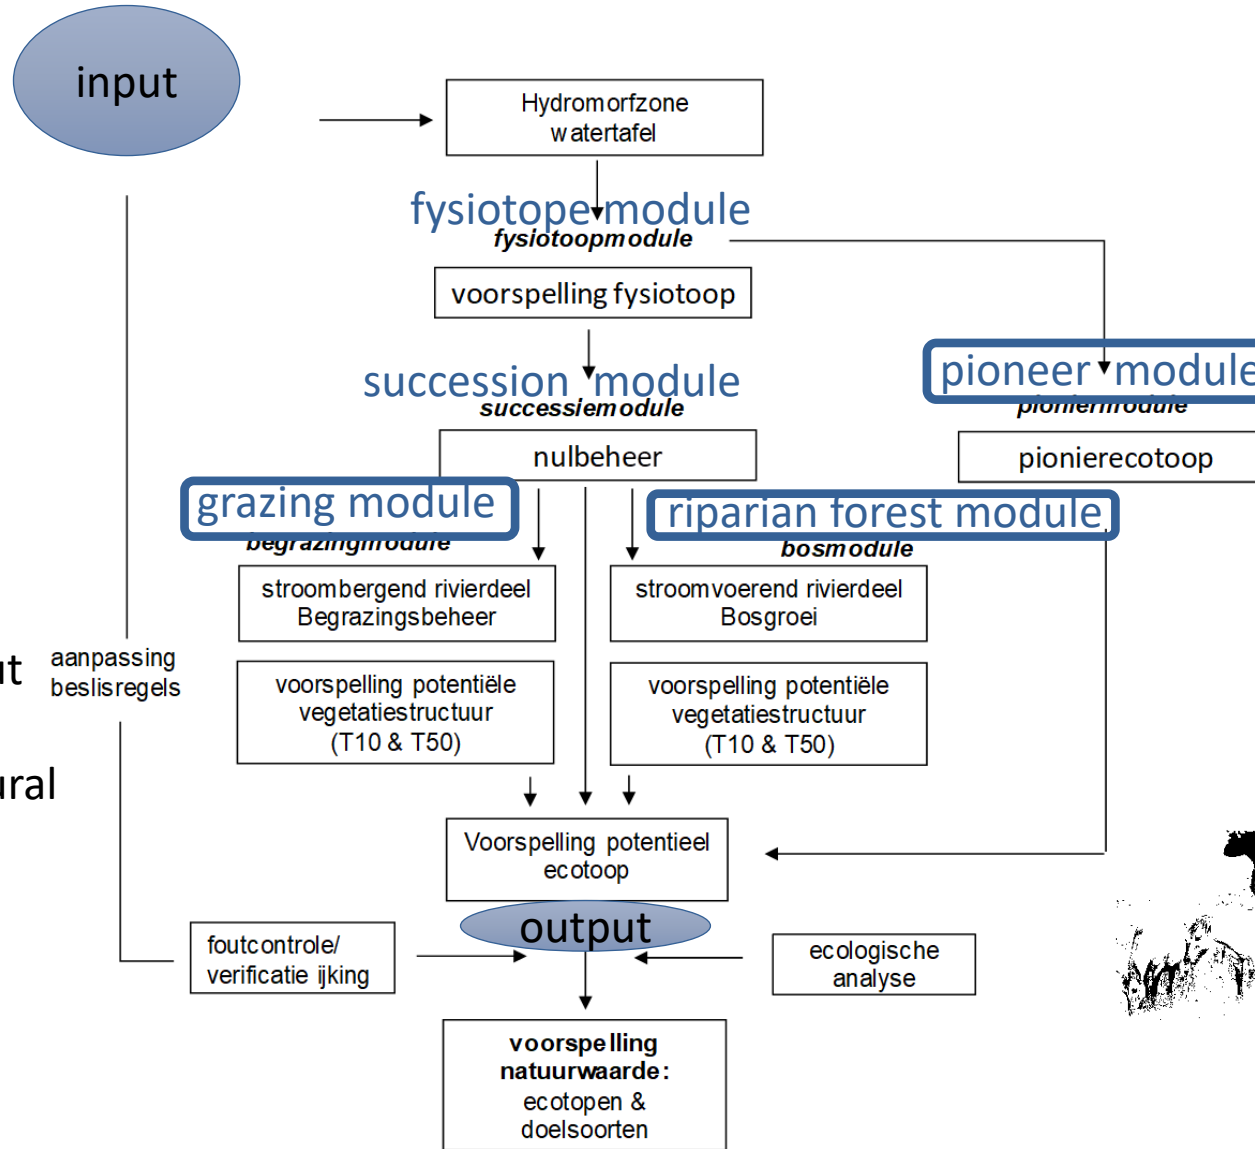 input
Hydromorfzone
watertafel
fysiotope module
fysiotoopmodule
voorspelling fysiotoop
succession module
successiemodule
pioneer module
pioniermodule
nulbeheer
pionierecotoop
grazing module
riparian forest module
begrazingmodule
bosmodule
stroombergend rivierdeel
Begrazingsbeheer
stroomvoerend rivierdeel
Bosgroei
aanpassing
beslisregels
voorspelling potentiële
vegetatiestructuur
(T10 & T50)
voorspelling potentiële
vegetatiestructuur
(T10 & T50)
Voorspelling potentieel
ecotoop
output
foutcontrole/
verificatie ijking
ecologische
analyse
voorspelling
natuurwaarde:
ecotopen &
doelsoorten